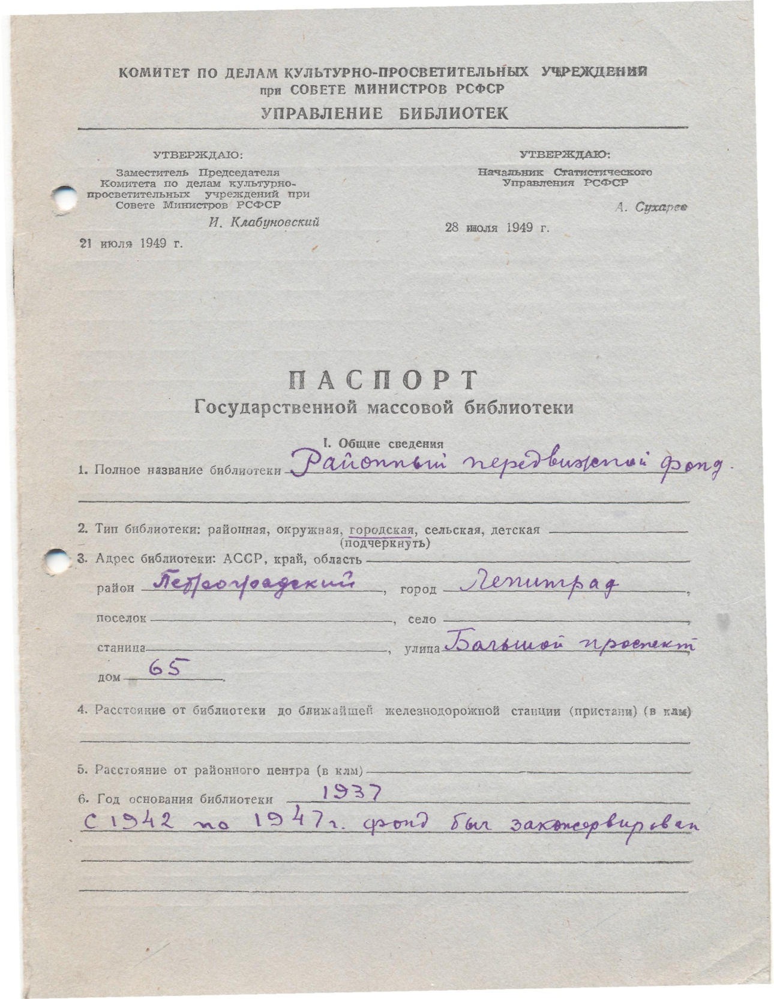 КОМИТЕТ ПО ДЕЛАМ КУЛЬТУРНО-ПРОСВЕТИТЕЛЬНЫХ УЧРЕЖДЕНИЙ
при СОВЕТЕ МИНИСТРОВ РСФСР
УПРАВЛЕНИЕ БИБЛИОТЕК
УТВЕРЖДАЮ:
Заместитель Председателя
Комитета по делам культурно-
просветительных учреждений при
Совете Министров РСФСР
И. Клабуновский
21 июля 1949 г.
УТВЕРЖДАЮ:
Начальник Статистического
Управления РСФСР
А. Сухарев
28 июля 1949 г.
ПАСПОРТ
Государственной массовой библиотеки
I. Общие сведения
1. Полное название библиотеки Районный передвижной фонд.
2. Тип библиотеки: районная, окружная, городская, сельская, детская
(подчеркнуть)
3. Адрес библиотеки: АССР, край, область
район Петроградский, город Ленинград,
поселок , село ,
станица , улица Большой проспект,
дом 65.
4. Расстояние от библиотеки до ближайшей железнодорожной станции (пристани) (в клм)
5. Расстояние от районного центра (в клм)
6. Год основания библиотеки 1937
С 1942 по 1947 г. фонд был законсервирован